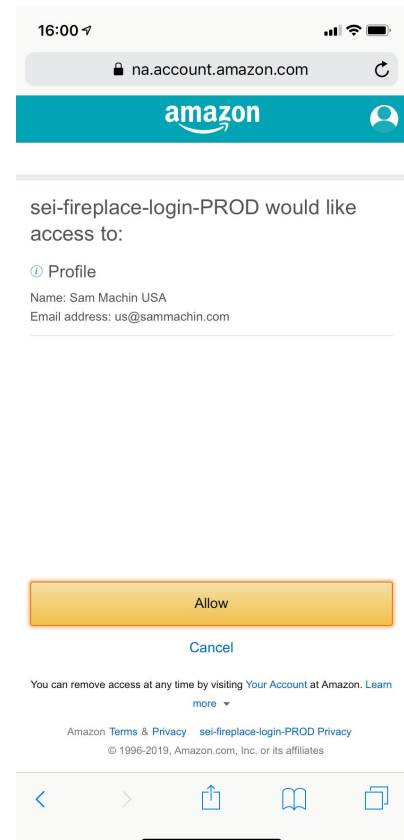 16:00
na.account.amazon.com
amazon
sei-fireplace-login-PROD would like
access to:
Profile
Name: Sam Machin USA
Email address: us@sammachin.com
Allow
Cancel
You can remove access at any time by visiting Your Account at Amazon. Learn
more
Amazon Terms & Privacy sei-fireplace-login-PROD Privacy
© 1996-2019, Amazon.com, Inc. or its affiliates